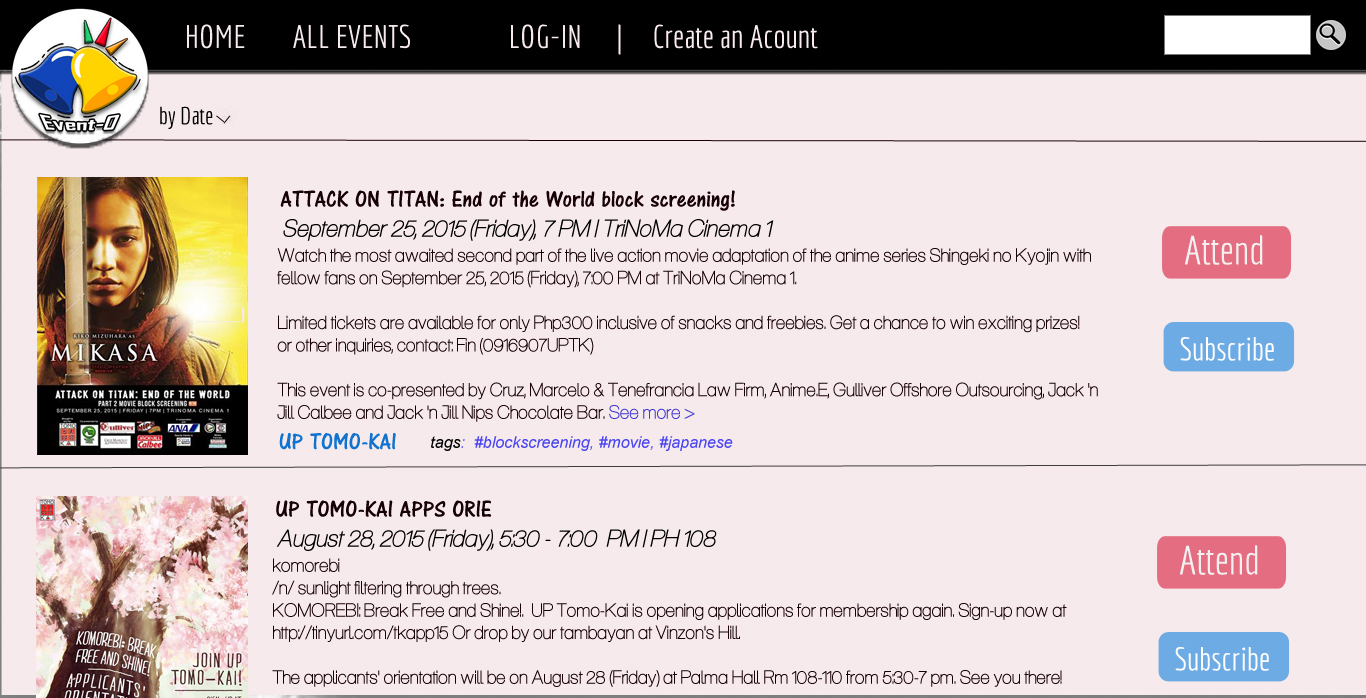 HOME ALL EVENTS LOG-IN | Create an Acount
Event-O
by Date
ATTACK ON TITAN: End of the World block screening!
September 25, 2015 (Friday), 7 PM | TriNoMa Cinema 1
Watch the most awaited second part of the live action movie adaptation of the anime series Shingeki no Kyojin with
fellow fans on September 25, 2015 (Friday), 7:00 PM at TriNoMa Cinema 1.
Limited tickets are available for only Php300 inclusive of snacks and freebies. Get a chance to win exciting prizes!
or other inquiries, contact: Fin (0916907UPTK)
This event is co-presented by Cruz, Marcelo & Tenefrancia Law Firm, Anime.E, Gulliver Offshore Outsourcing, Jack 'n
Jill Calbee and Jack 'n Jill Nips Chocolate Bar. See more >
UP TOMO-KAI tags: #blockscreening, #movie, #japanese
Attend
Subscribe
KIKO MIZUHARA AS
MIKASA
ATTACK ON TITAN: END OF THE WORLD
PART 2 MOVIE BLOCK SCREENING
SEPTEMBER 25, 2015 | FRIDAY | 7PM | TRINOMA CINEMA 1
Gulliver
ANA
Calbee
UP TOMO-KAI APPS ORIE
August 28, 2015 (Friday), 5:30 - 7:00 PM | PH 108
komorebi
/n/ sunlight filtering through trees.
KOMOREBI: Break Free and Shine!. UP Tomo-Kai is opening applications for membership again. Sign-up now at
http://tinyurl.com/tkapp15 Or drop by our tambayan at Vinzon's Hill.
The applicants' orientation will be on August 28 (Friday) at Palma Hall Rm 108-110 from 5:30-7 pm. See you there!
Attend
Subscribe
KOMOREBI: BREAK
FREE AND SHINE!
APPLICANTS'
JOIN UP
TOMO-KAI!